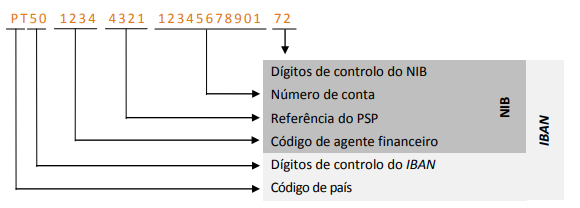 PT50 1234 4321 12345678901 72
Dígitos de controlo do NIB
Número de conta
Referência do PSP
Código de agente financeiro
Dígitos de controlo do IBAN
Código de país
NIB
IBAN